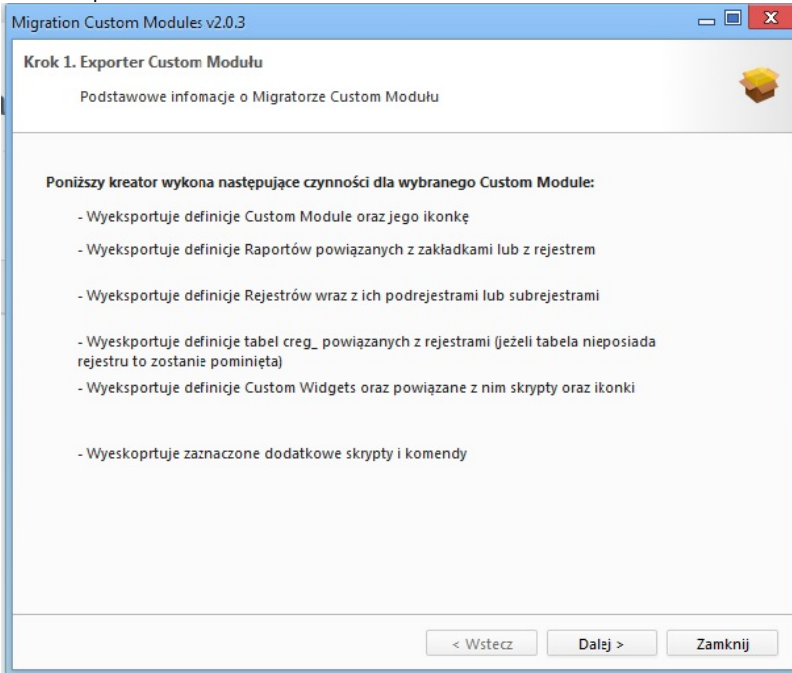 Migration Custom Modules v2.0.3
Krok 1. Exporter Custom Modułu
Podstawowe infomacje o Migratorze Custom Modułu
Poniższy kreator wykona następujące czynności dla wybranego Custom Module:
- Wyeksportuje definicje Custom Module oraz jego ikonkę
- Wyeksportuje definicje Raportów powiązanych z zakładkami lub z rejestrem
- Wyeksportuje definicje Rejestrów wraz z ich podrejestrami lub subrejestrami
- Wyeskportuje definicje tabel creg_ powiązanych z rejestrami (jeżeli tabela nieposiada
rejestru to zostanie pominięta)
- Wyeksportuje definicje Custom Widgets oraz powiązane z nim skrypty oraz ikonki
- Wyeskoprtuje zaznaczone dodatkowe skrypty i komendy
< Wstecz
Dalej >
Zamknij